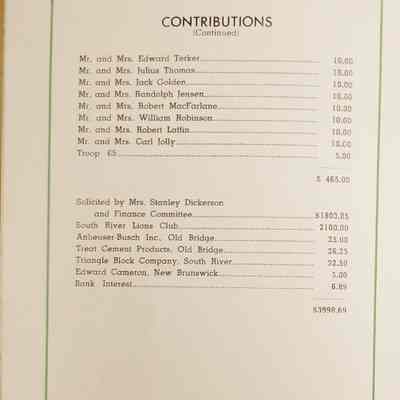 CONTRIBUTIONS
(Continued)
Mr. and Mrs. Edward Terker 10.00
Mr. and Mrs. Julius Thomas 10.00
Mr. and Mrs. Jack Golden 10.00
Mr. and Mrs. Randolph Jensen 10.00
Mr. and Mrs. Robert MacFarlane 10.00
Mr. and Mrs. William Robinson 10.00
Mr. and Mrs. Robert Laffin 10.00
Mr. and Mrs. Carl Jolly 10.00
Troop 65 5.00
$ 465.00
Solicited by Mrs. Stanley Dickerson
and Finance Committee $1803.05
South River Lions Club 2100.00
Anheuser-Busch Inc., Old Bridge 25.00
Treat Cement Products, Old Bridge 26.25
Triangle Block Company, South River 32.50
Edward Cameron, New Brunswick 5.00
Bank Interest 6.89
$3998.69